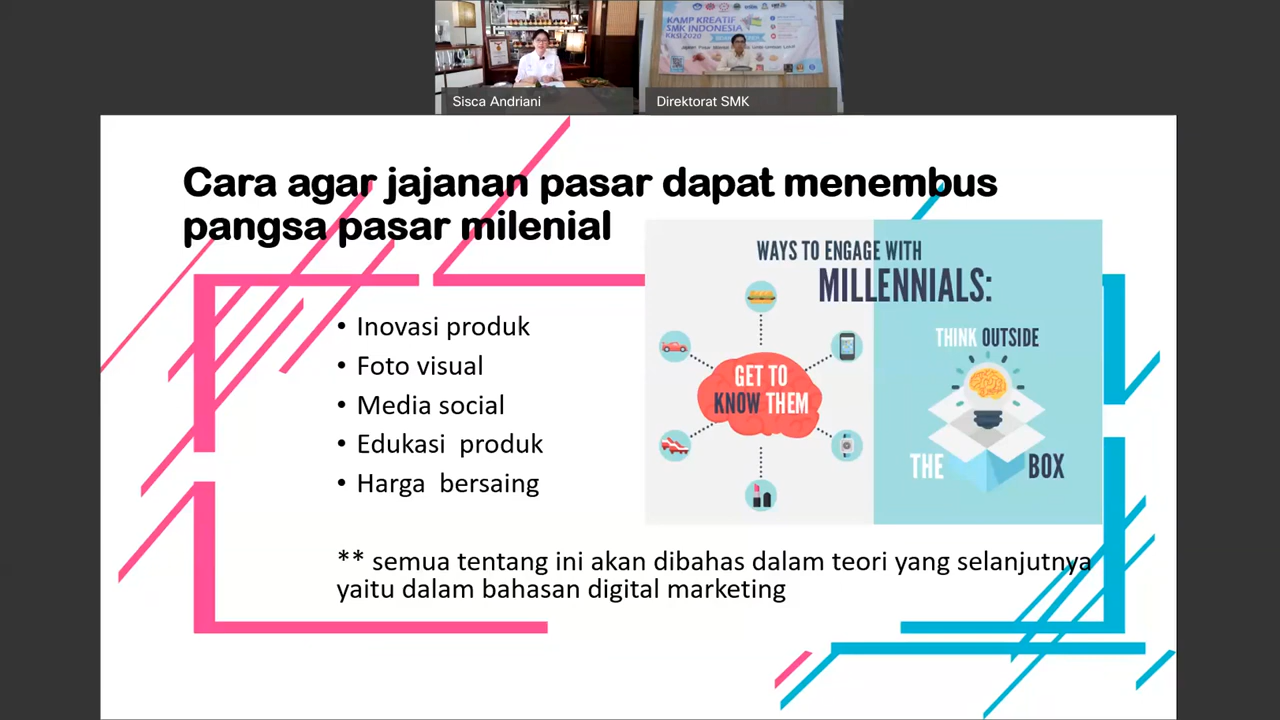 KAMP KREATIF
SMK INDONESIA
KKSI 2020
Sisca Andriani
Direktorat SMK
Cara agar jajanan pasar dapat menembus
pangsa pasar milenial
• Inovasi produk
• Foto visual
• Media social
• Edukasi produk
• Harga bersaing
WAYS TO ENGAGE WITH
MILLENNIALS:
GET TO
KNOW THEM
THINK OUTSIDE
THE BOX
** semua tentang ini akan dibahas dalam teori yang selanjutnya
yaitu dalam bahasan digital marketing